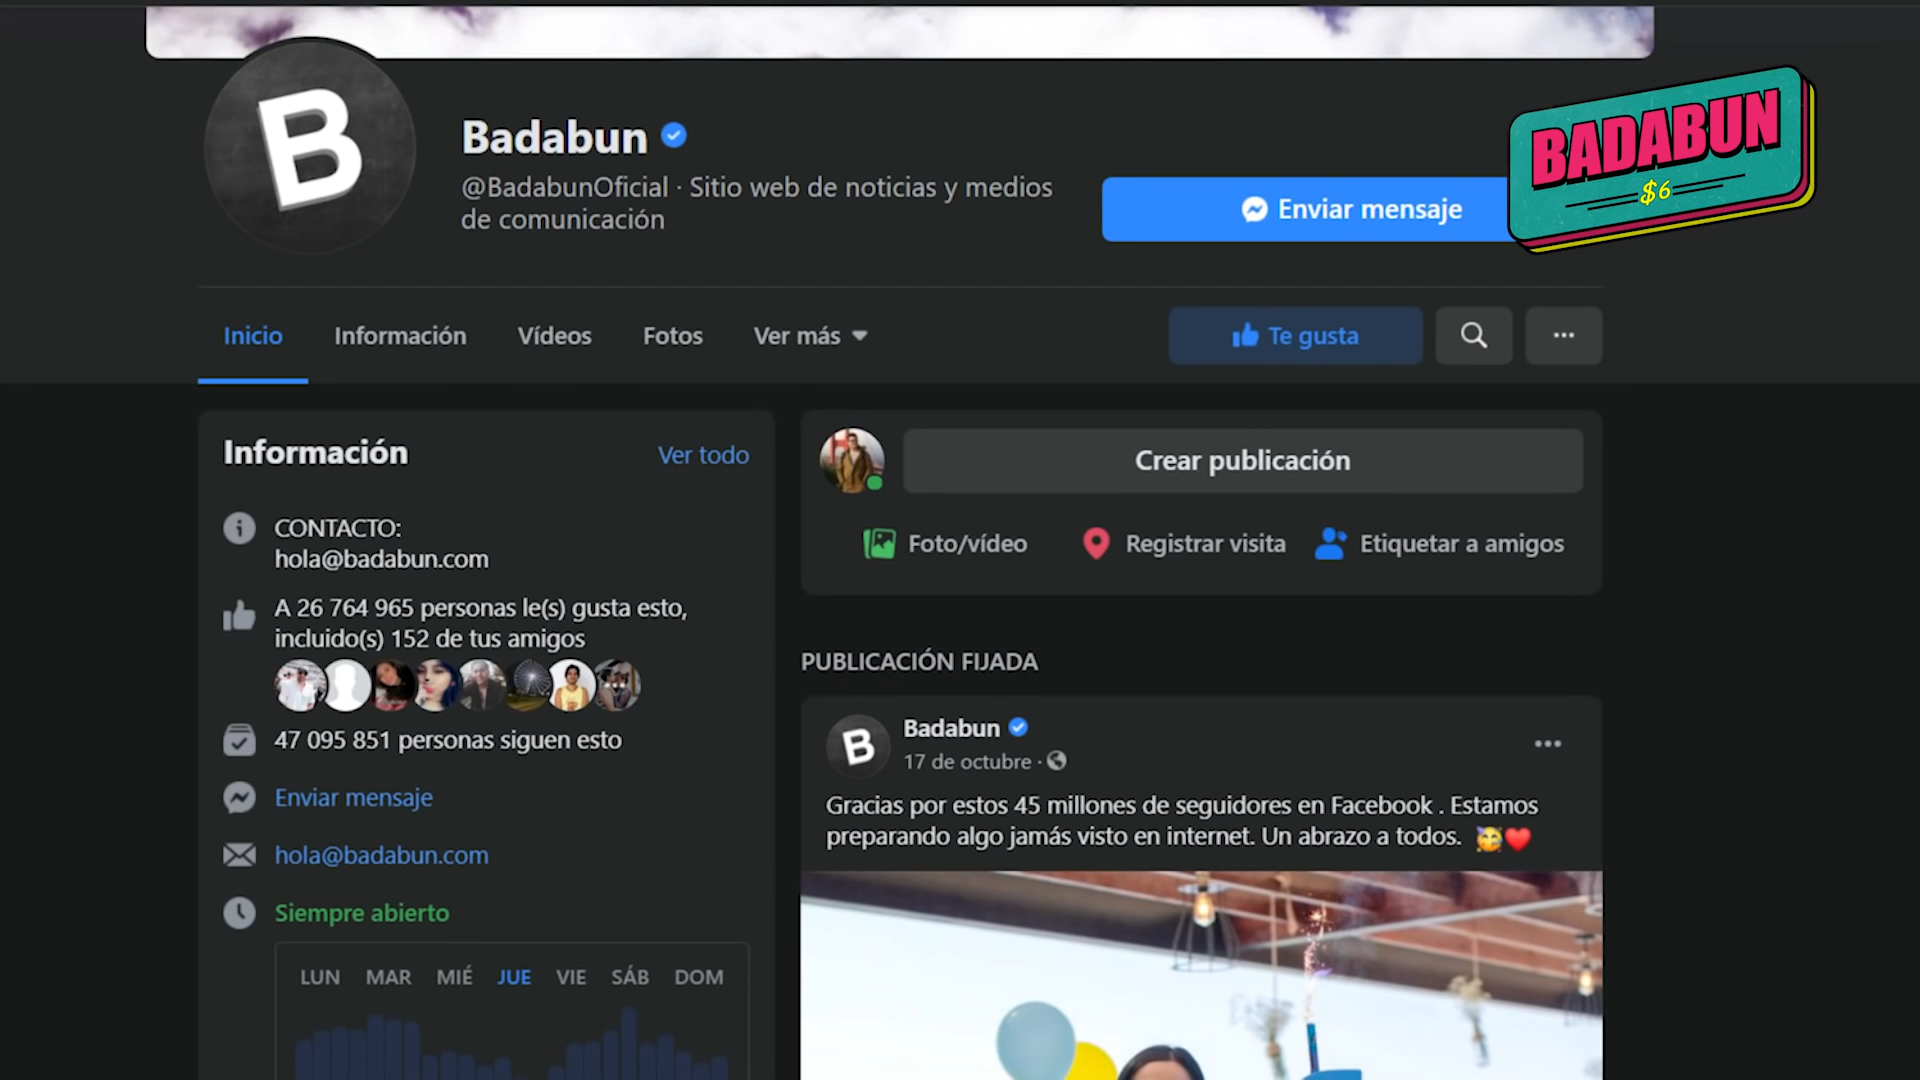 B
Badabun
@BadabunOficial · Sitio web de noticias y medios
de comunicación
Enviar mensaje
BADABUN
$6
Inicio
Información
Vídeos
Fotos
Ver más
Te gusta
Información
Ver todo
CONTACTO:
hola@badabun.com
A 26 764 965 personas le(s) gusta esto,
incluido(s) 152 de tus amigos
47 095 851 personas siguen esto
Enviar mensaje
hola@badabun.com
Siempre abierto
LUN MAR MIÉ JUE VIE SÁB DOM
Crear publicación
Foto/vídeo
Registrar visita
Etiquetar a amigos
PUBLICACIÓN FIJADA
B
Badabun
17 de octubre ·
Gracias por estos 45 millones de seguidores en Facebook . Estamos
preparando algo jamás visto en internet. Un abrazo a todos. 🥳❤️